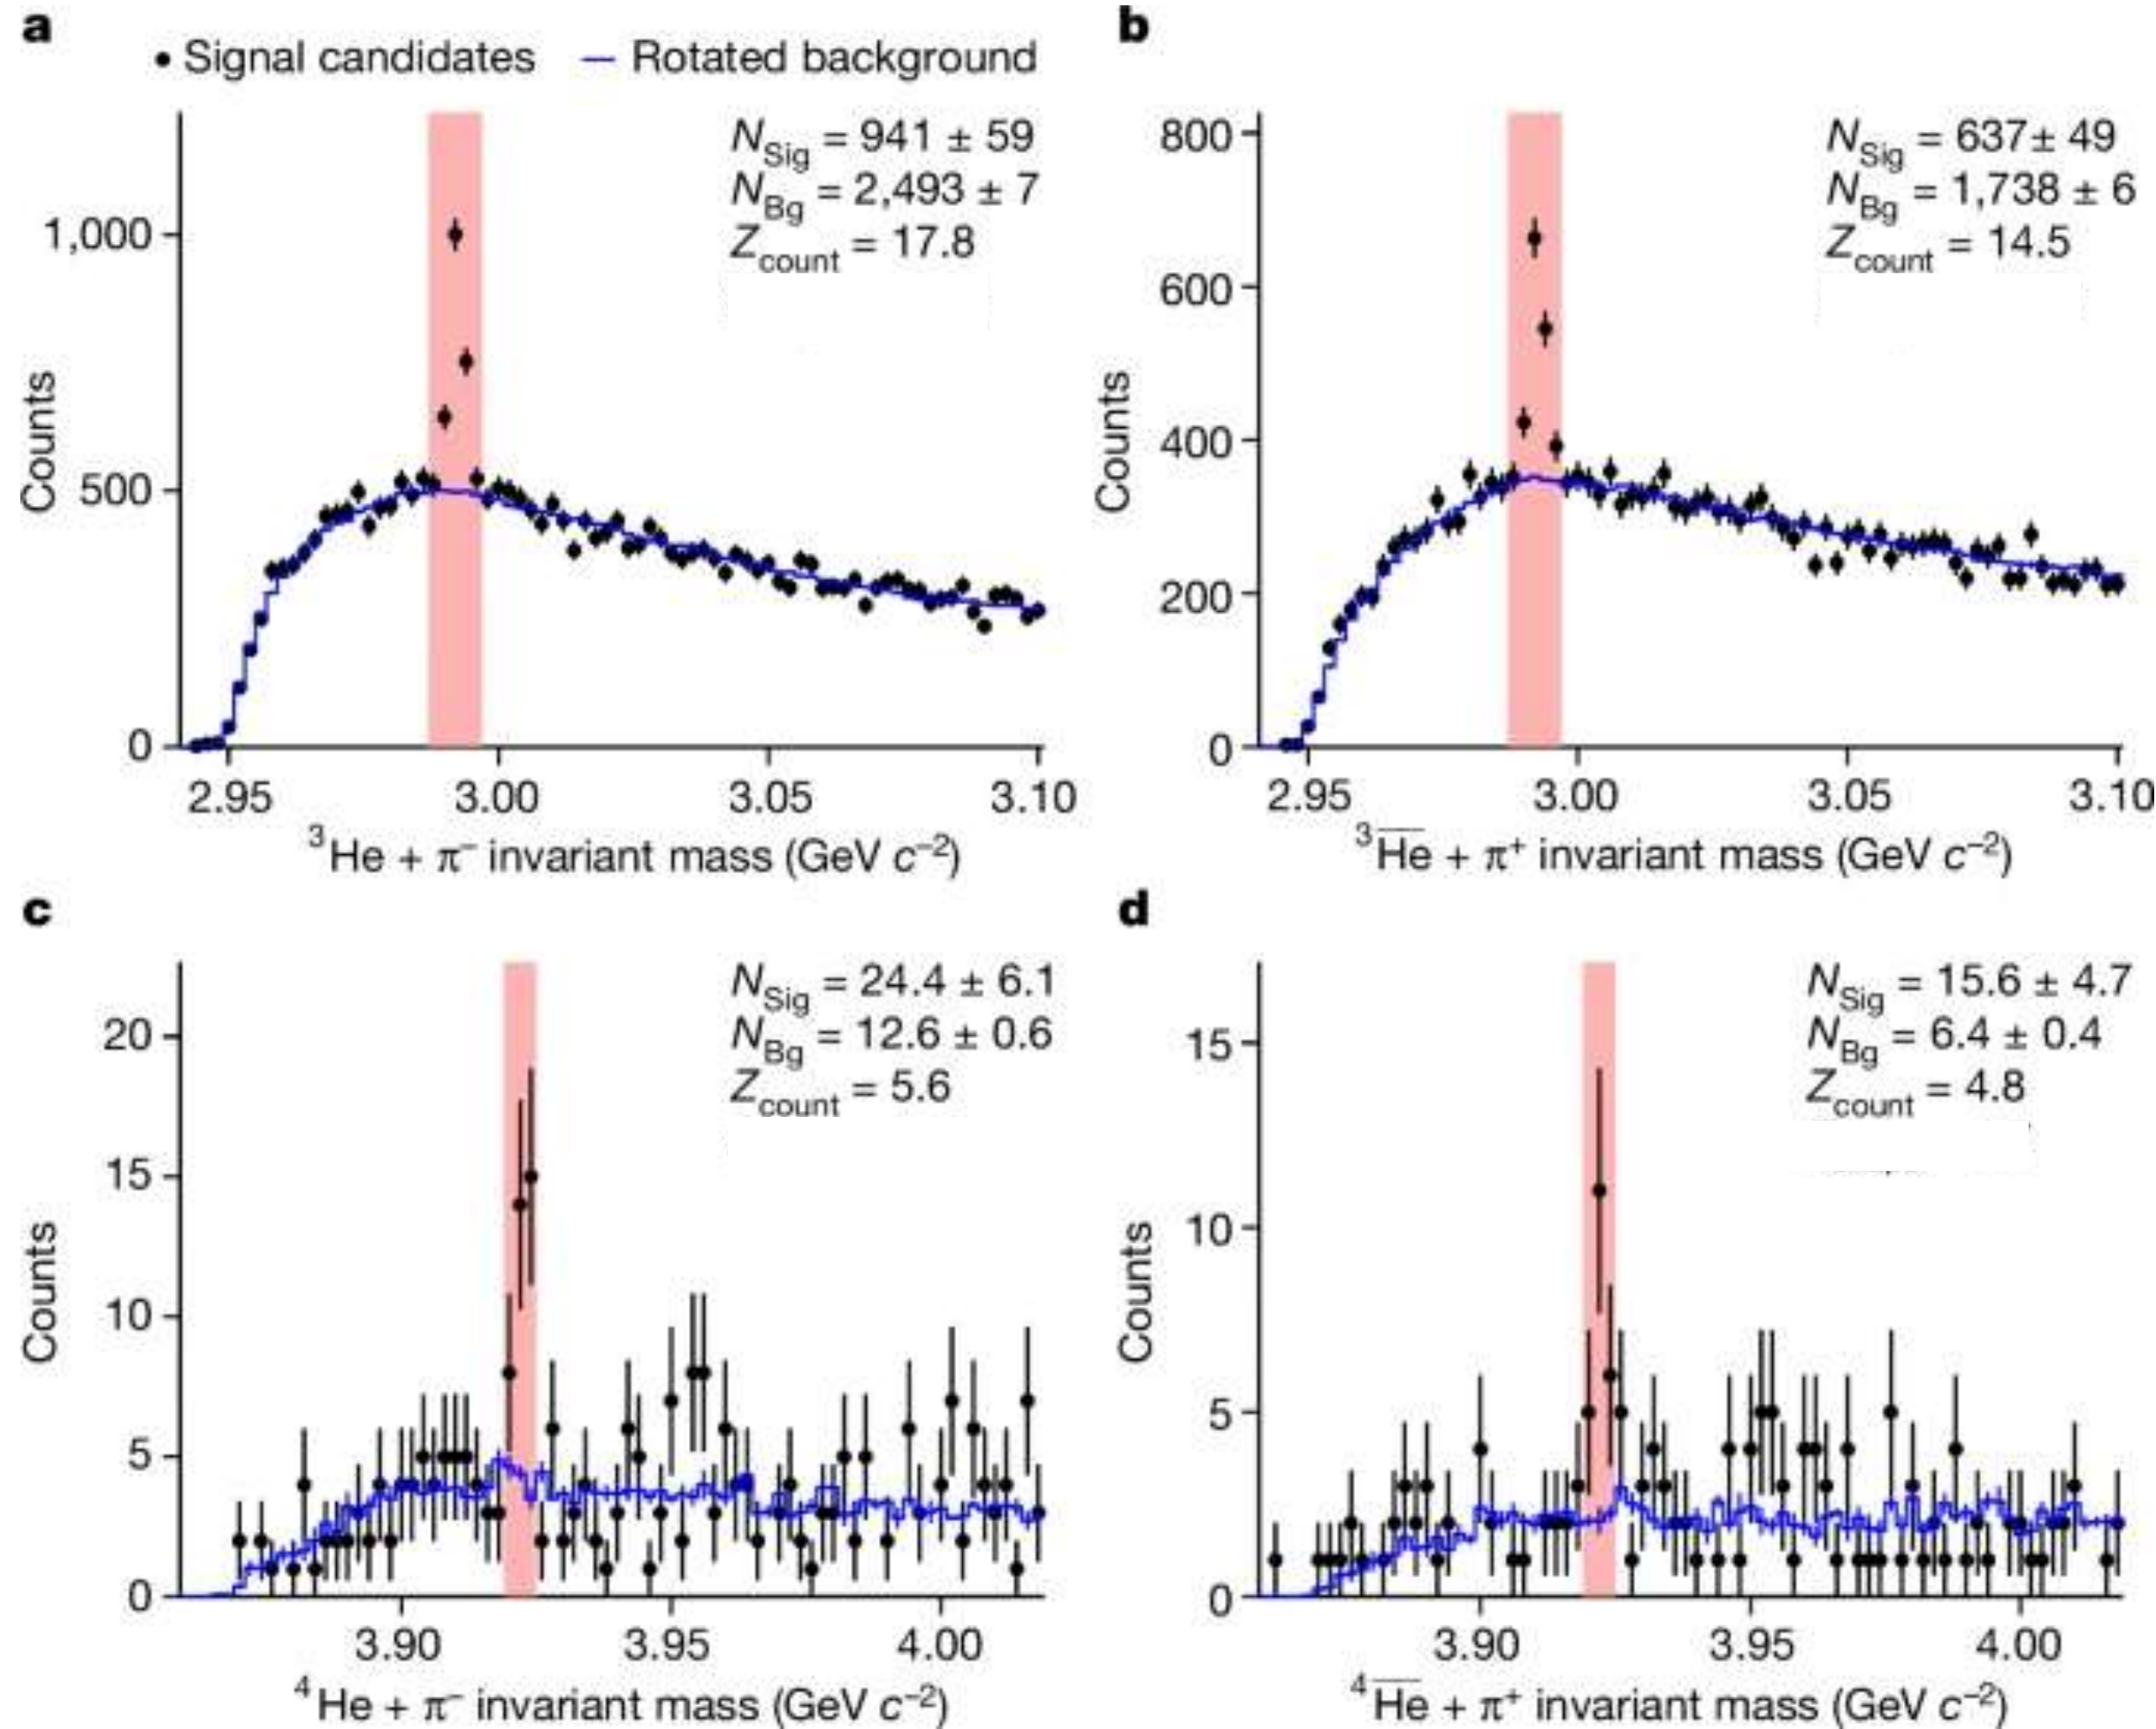 a
Signal candidates
Rotated background
N_Sig = 941 ± 59
N_Bg = 2,493 ± 7
Z_count = 17.8
1,000
500
0
Counts
2.95 3.00 3.05 3.10
³He + π⁻ invariant mass (GeV c⁻²)
b
N_Sig = 637± 49
N_Bg = 1,738 ± 6
Z_count = 14.5
800
600
400
200
0
Counts
2.95 3.00 3.05 3.10
³H̅e̅ + π⁺ invariant mass (GeV c⁻²)
c
N_Sig = 24.4 ± 6.1
N_Bg = 12.6 ± 0.6
Z_count = 5.6
20
15
10
5
0
Counts
3.90 3.95 4.00
⁴He + π⁻ invariant mass (GeV c⁻²)
d
N_Sig = 15.6 ± 4.7
N_Bg = 6.4 ± 0.4
Z_count = 4.8
15
10
5
0
Counts
3.90 3.95 4.00
⁴H̅e̅ + π⁺ invariant mass (GeV c⁻²)